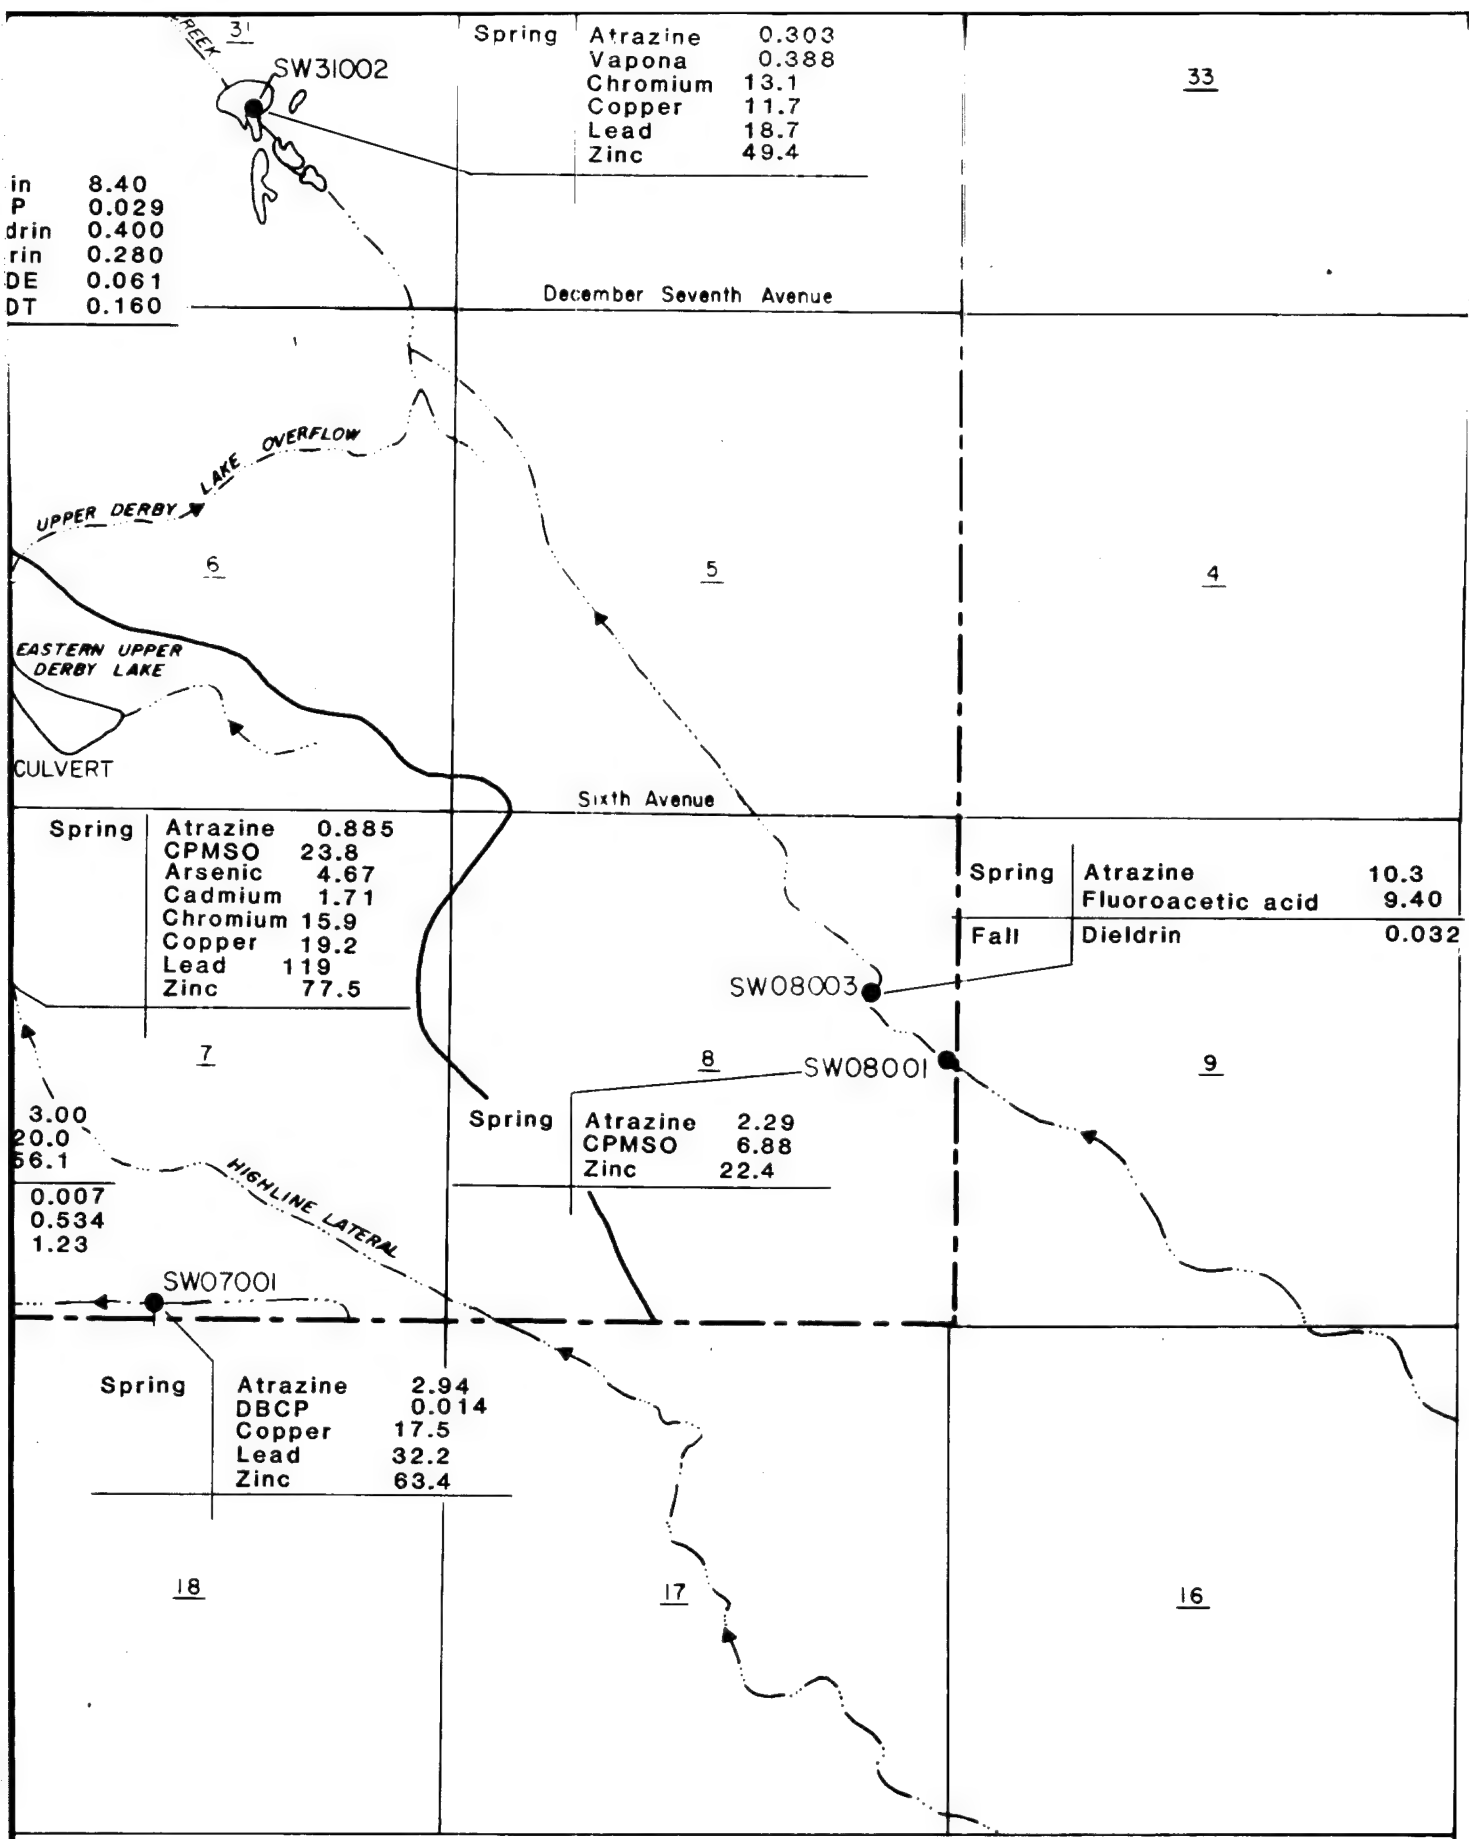 CREEK
31
SW31002
Spring Atrazine 0.303
Vapona 0.388
Chromium 13.1
Copper 11.7
Lead 18.7
Zinc 49.4
33
in 8.40
P 0.029
drin 0.400
rin 0.280
DE 0.061
DT 0.160
December Seventh Avenue
UPPER DERBY LAKE OVERFLOW
6
5
4
EASTERN UPPER
DERBY LAKE
CULVERT
Sixth Avenue
Spring Atrazine 0.885
CPMSO 23.8
Arsenic 4.67
Cadmium 1.71
Chromium 15.9
Copper 19.2
Lead 119
Zinc 77.5
Spring Atrazine 10.3
Fluoroacetic acid 9.40
Fall Dieldrin 0.032
SW08003
7
8
SW08001
9
Spring Atrazine 2.29
CPMSO 6.88
Zinc 22.4
3.00
20.0
56.1
0.007
0.534
1.23
HIGHLINE LATERAL
SW07001
Spring Atrazine 2.94
DBCP 0.014
Copper 17.5
Lead 32.2
Zinc 63.4
18
17
16